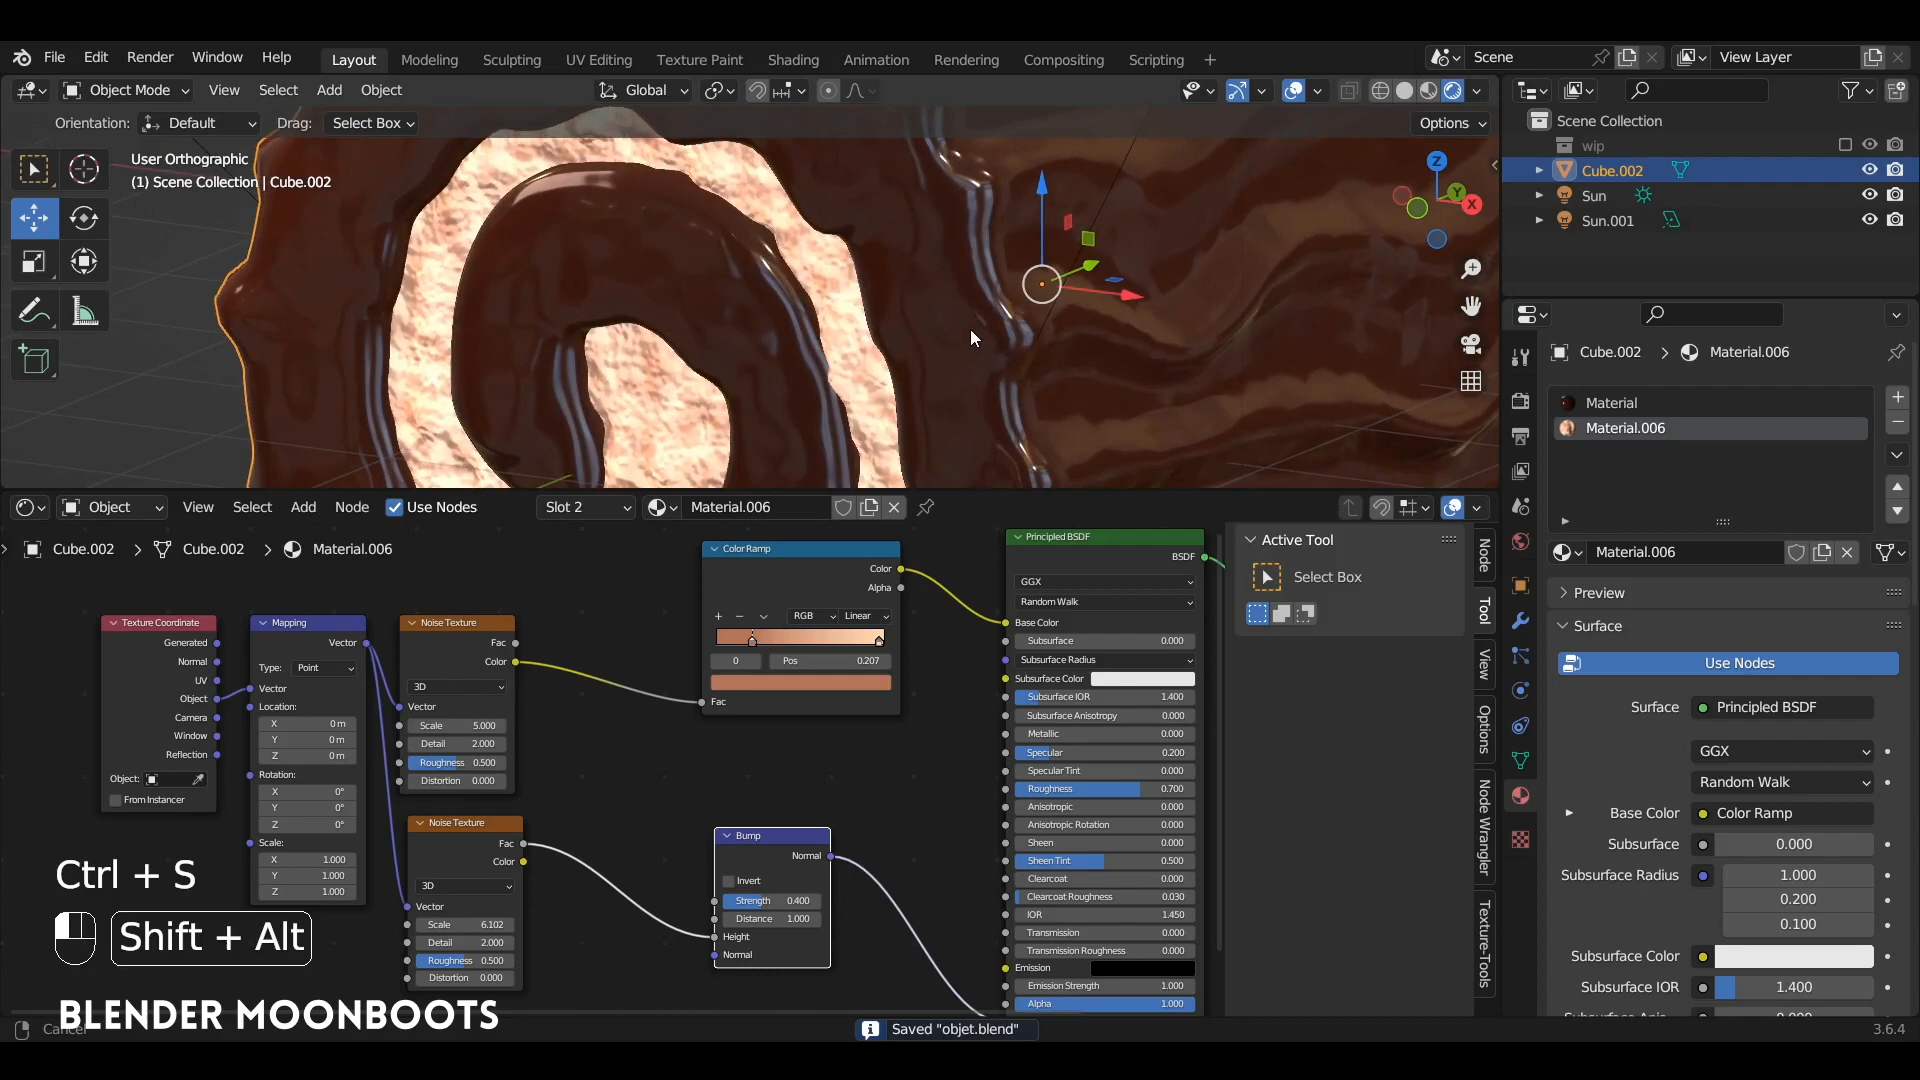 File Edit Render Window Help Layout Modeling Sculpting UV Editing Texture Paint Shading Animation Rendering Compositing Scripting + Scene View Layer
Object Mode View Select Add Object Global
Orientation: Default Drag: Select Box Options
User Orthographic
(1) Scene Collection | Cube.002
Z
Y
X
Scene Collection
wip
Cube.002
Sun
Sun.001
Cube.002 > Material.006
Material
Material.006
Material.006
Preview
Surface
Use Nodes
Surface Principled BSDF
GGX
Random Walk
Base Color Color Ramp
Subsurface 0.000
Subsurface Radius 1.000
0.200
0.100
Subsurface Color
Subsurface IOR 1.400
Object View Select Add Node Use Nodes Slot 2 Material.006
Cube.002 > Cube.002 > Material.006
Texture Coordinate
Generated
Normal
UV
Object
Camera
Window
Reflection
Object:
From Instancer
Mapping
Vector
Type: Point
Vector
Location:
X 0 m
Y 0 m
Z 0 m
Rotation:
X 0°
Y 0°
Z 0°
Scale:
X 1.000
Y 1.000
Z 1.000
Noise Texture
Fac
Color
3D
Vector
Scale 5.000
Detail 2.000
Roughness 0.500
Distortion 0.000
Noise Texture
Fac
Color
3D
Vector
Scale 6.102
Detail 2.000
Roughness 0.500
Distortion 0.000
ColorRamp
Color
Alpha
RGB Linear
0 Pos 0.207
Fac
Bump
Normal
Invert
Strength 0.400
Distance 1.000
Height
Normal
Principled BSDF
BSDF
GGX
Random Walk
Base Color
Subsurface 0.000
Subsurface Radius
Subsurface Color
Subsurface IOR 1.400
Subsurface Anisotropy 0.000
Metallic 0.000
Specular 0.200
Specular Tint 0.000
Roughness 0.700
Anisotropic 0.000
Anisotropic Rotation 0.000
Sheen 0.000
Sheen Tint 0.500
Clearcoat 0.000
Clearcoat Roughness 0.030
IOR 1.450
Transmission 0.000
Transmission Roughness 0.000
Emission
Emission Strength 1.000
Alpha 1.000
Active Tool
Select Box
Node
Tool
View
Options
Node Wrangler
Texture-Tools
Ctrl + S
Shift + Alt
BLENDER MOONBOOTS
Saved "objet.blend"
3.6.4